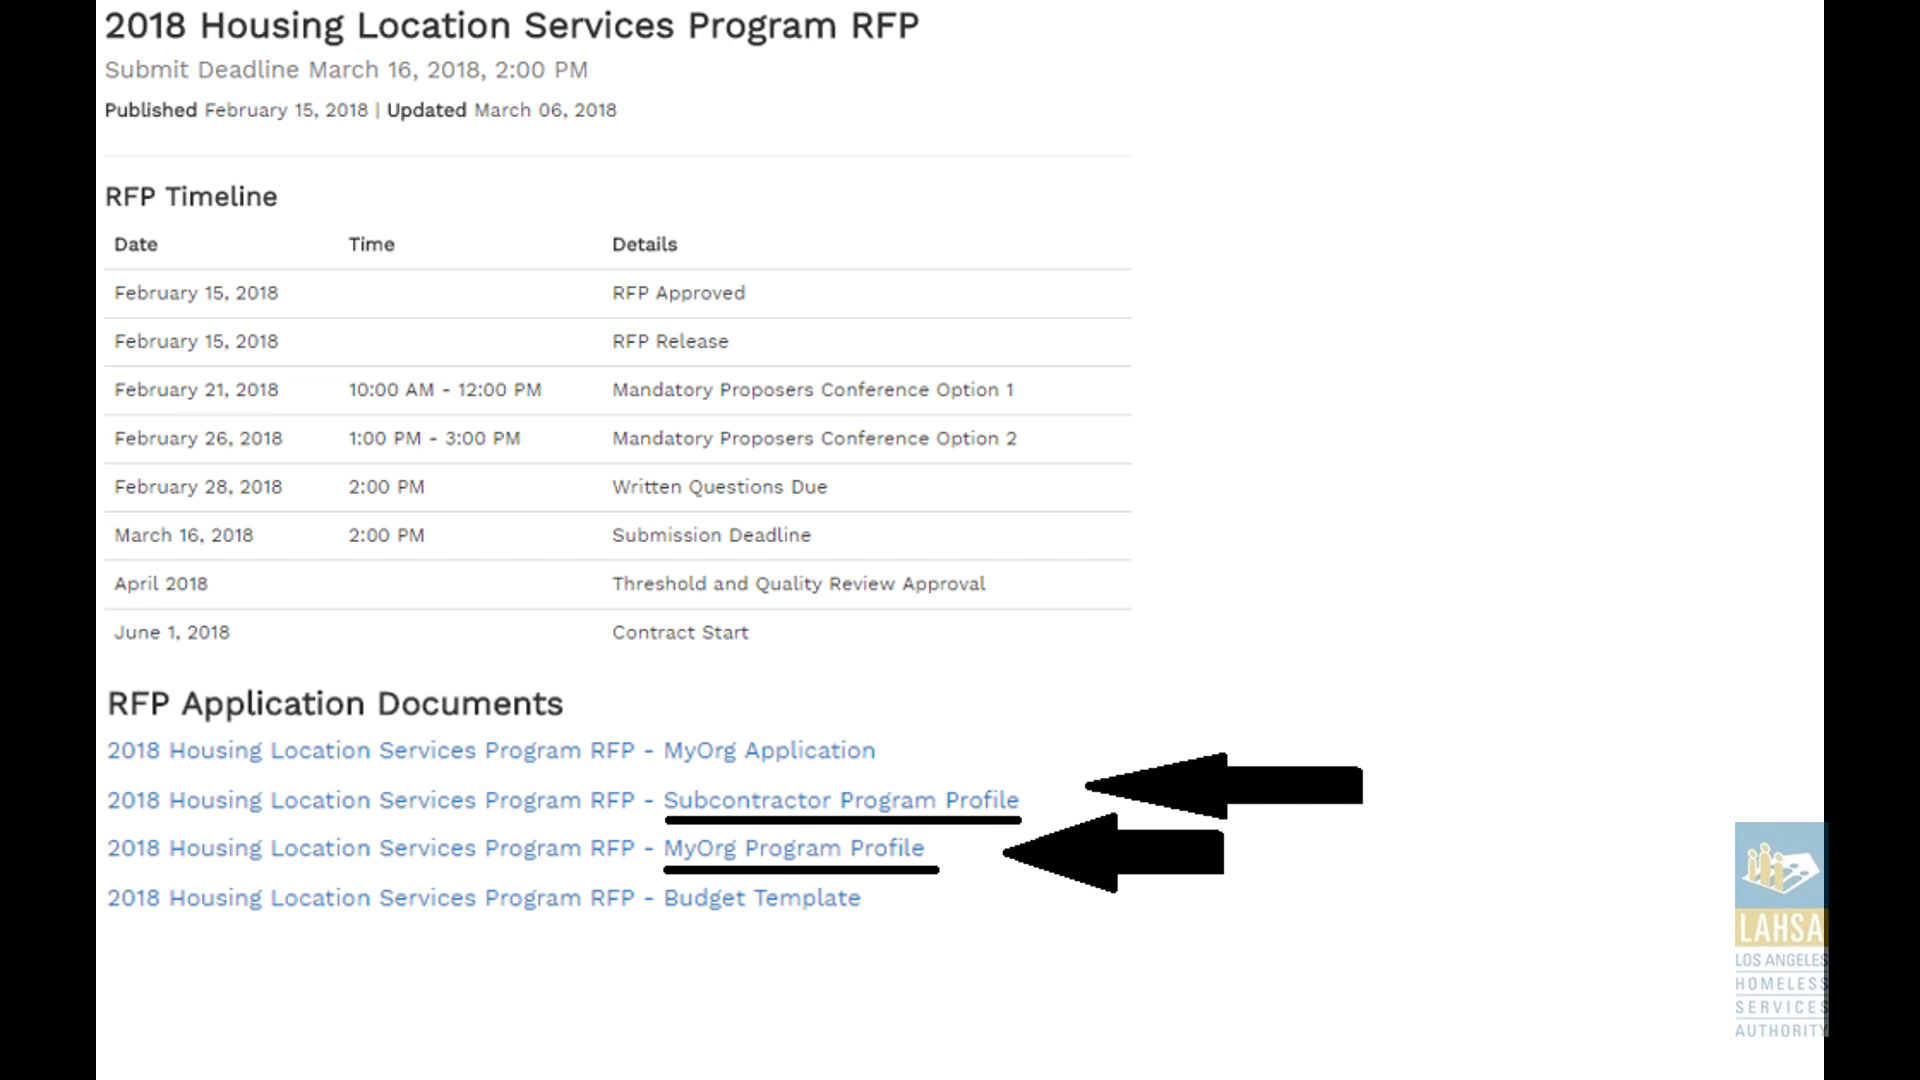 2018 Housing Location Services Program RFP
Submit Deadline March 16, 2018, 2:00 PM
Published February 15, 2018 | Updated March 06, 2018
RFP Timeline
Date Time Details
February 15, 2018 RFP Approved
February 15, 2018 RFP Release
February 21, 2018 10:00 AM - 12:00 PM Mandatory Proposers Conference Option 1
February 26, 2018 1:00 PM - 3:00 PM Mandatory Proposers Conference Option 2
February 28, 2018 2:00 PM Written Questions Due
March 16, 2018 2:00 PM Submission Deadline
April 2018 Threshold and Quality Review Approval
June 1, 2018 Contract Start
RFP Application Documents
2018 Housing Location Services Program RFP - MyOrg Application
2018 Housing Location Services Program RFP - Subcontractor Program Profile
2018 Housing Location Services Program RFP - MyOrg Program Profile
2018 Housing Location Services Program RFP - Budget Template
LAHSA
LOS ANGELES
HOMELESS
SERVICES
AUTHORITY